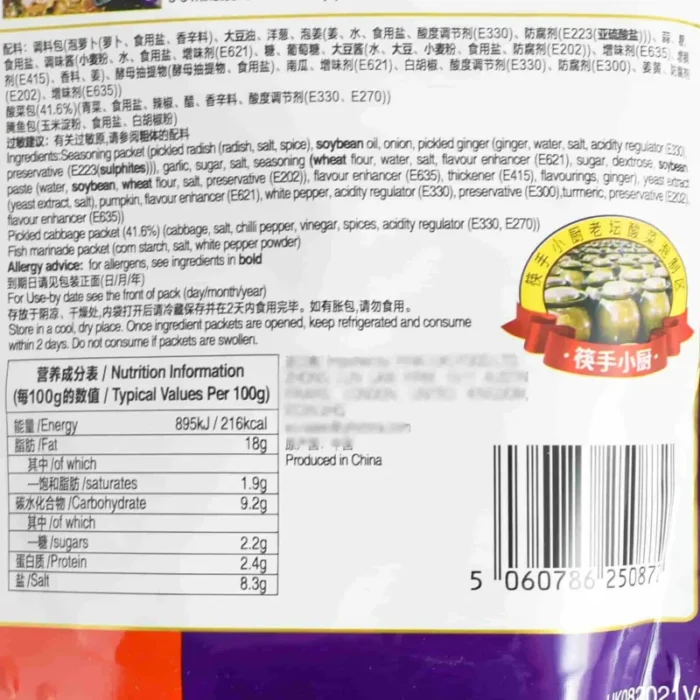 配料：调料包(泡萝卜(萝卜、食用盐、香辛料)、大豆油、洋葱、泡姜(姜、水、食用盐、酸度调节剂(E330)、防腐剂(E223(亚硫酸盐)))、蒜、
食用盐、调味酱(小麦粉、水、食用盐、增味剂(E621)、糖、葡萄糖、大豆酱(水、大豆、小麦粉、食用盐、防腐剂(E202))、增味剂(E635)、
剂(E415)、香料、姜)、酵母抽提物(酵母抽提物、食用盐)、南瓜、增味剂(E621)、白胡椒、酸度调节剂(E330)、防腐剂(E300)、姜黄、防腐剂
(E202)、增味剂(E635))
酸菜包(41.6%)(青菜、食用盐、辣椒、醋、香辛料、酸度调节剂(E330、E270))
腌鱼包(玉米淀粉、食用盐、白胡椒粉)
过敏建议：有关过敏原,请参阅粗体的配料
Ingredients:Seasoning packet (pickled radish (radish, salt, spice), soybean oil, onion, pickled ginger (ginger, water, salt, acidity regulator (E330),
preservative (E223(sulphites))), garlic, sugar, salt, seasoning (wheat flour, water, salt, flavour enhancer (E621), sugar, dextrose, soybean
paste (water, soybean, wheat flour, salt, preservative (E202)), flavour enhancer (E635), thickener (E415), flavourings, ginger), yeast extract
(yeast extract, salt), pumpkin, flavour enhancer (E621), white pepper, acidity regulator (E330), preservative (E300),turmeric, preservative (E202),
flavour enhancer (E635))
Pickled cabbage packet (41.6%) (cabbage, salt, chilli pepper, vinegar, spices, acidity regulator (E330, E270))
Fish marinade packet (corn starch, salt, white pepper powder)
Allergy advice: for allergens, see ingredients in bold
到期日请见包装正面(日/月/年)
For Use-by date see the front of pack (day/month/year)
存放于阴凉、干燥处,内袋打开后请冷藏保存并在2天内食用完毕。如有胀包,请勿食用。
Store in a cool, dry place. Once ingredient packets are opened, keep refrigerated and consume
within 2 days. Do not consume if packets are swollen.
筷手小厨老坛酸菜泡制区
·筷手小厨·
营养成分表 / Nutrition Information
(每100g的数值 / Typical Values Per 100g)
能量/Energy 895kJ / 216kcal
脂肪/Fat 18g
其中/of which
—饱和脂肪/saturates 1.9g
碳水化合物/Carbohydrate 9.2g
其中/of which
—糖/sugars 2.2g
蛋白质/Protein 2.4g
盐/Salt 8.3g
原产国：中国
Produced in China
5 060786 25087